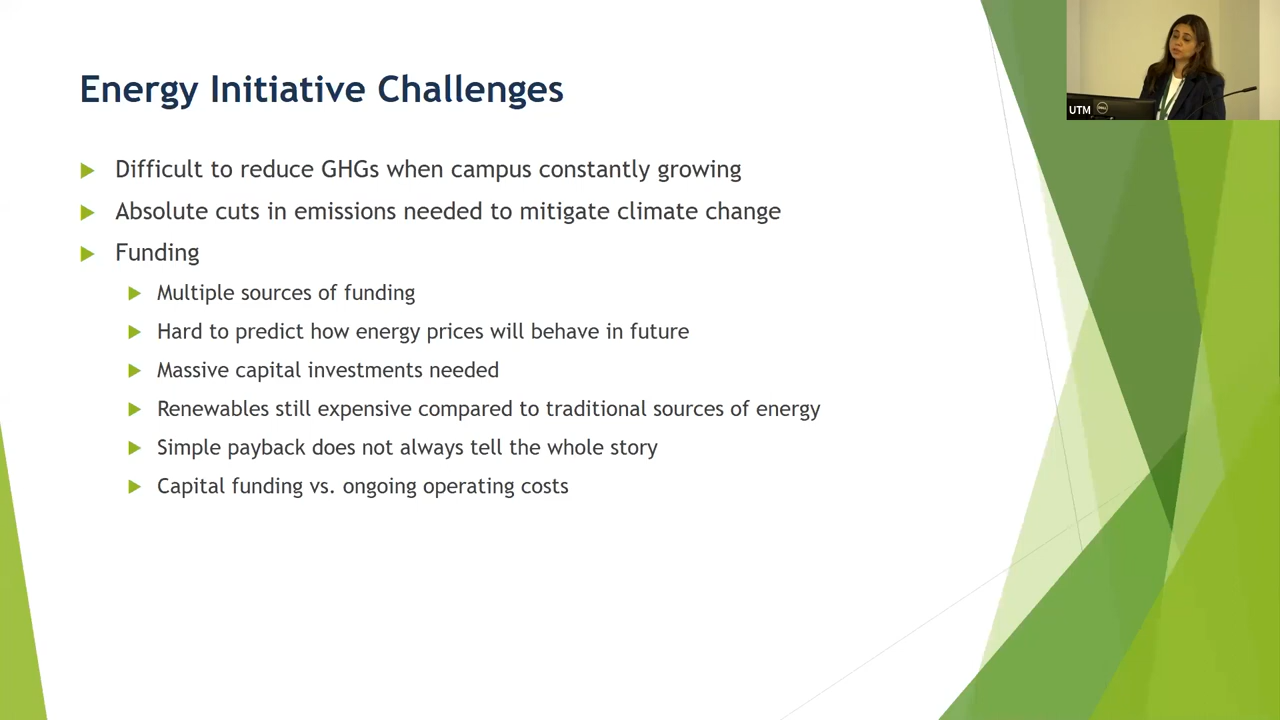 Energy Initiative Challenges
Difficult to reduce GHGs when campus constantly growing
Absolute cuts in emissions needed to mitigate climate change
Funding
Multiple sources of funding
Hard to predict how energy prices will behave in future
Massive capital investments needed
Renewables still expensive compared to traditional sources of energy
Simple payback does not always tell the whole story
Capital funding vs. ongoing operating costs
UTM
DELL